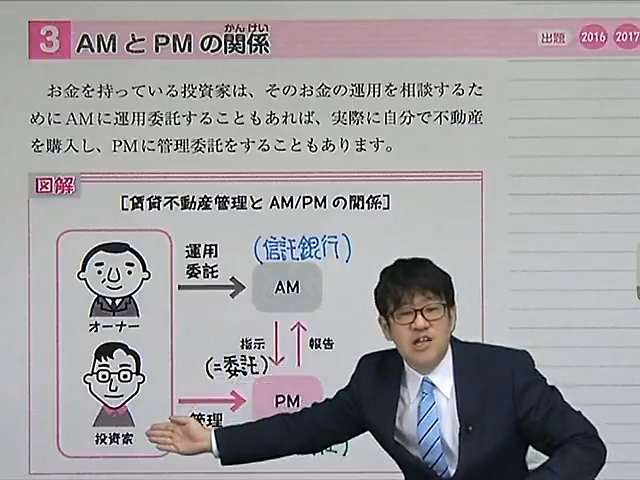 3 AMとPMの関係
かんけい
出題 2016 2017
お金を持っている投資家は、そのお金の運用を相談するた
めにAMに運用委託することもあれば、実際に自分で不動産
を購入し、PMに管理委託をすることもあります。
図解
[賃貸不動産管理とAM/PMの関係]
運用
委託
(信託銀行)
AM
オーナー
指示
報告
(=委託)
PM
管理
投資家